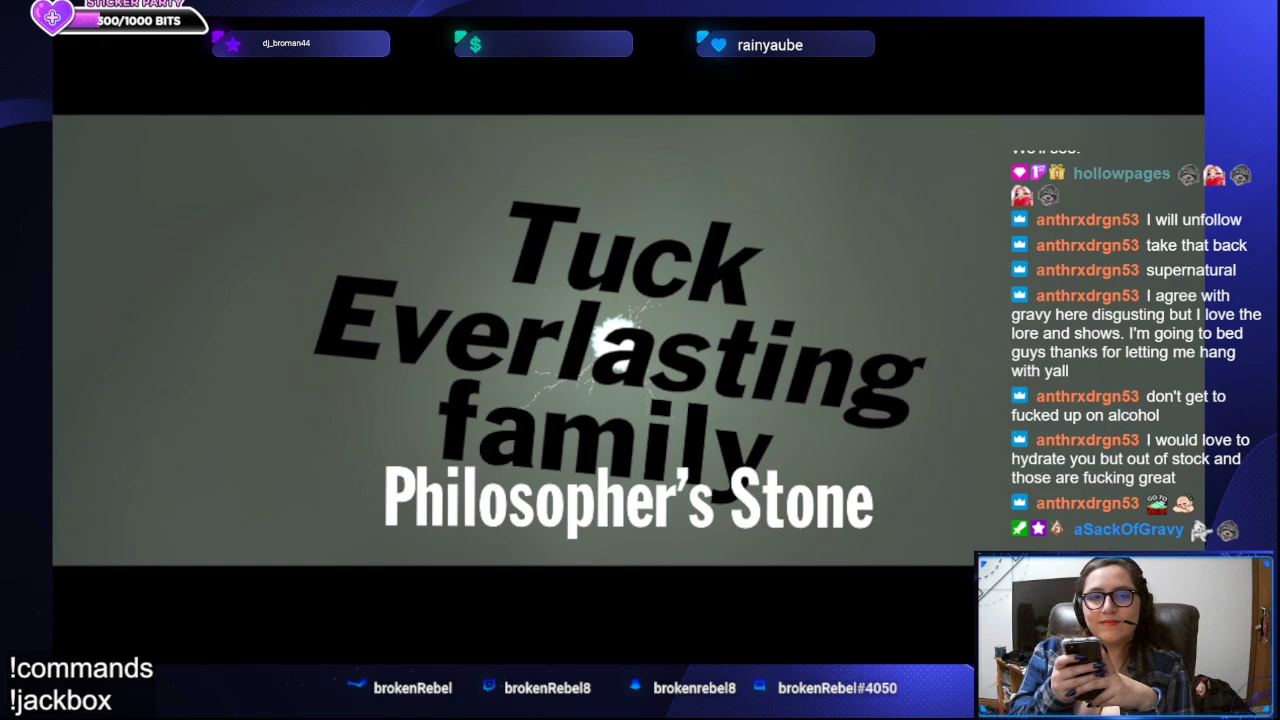 STICKER PARTY
300/1000 BITS
dj_broman44
rainyaube
Tuck
Everlasting
family
Philosopher's Stone
hollowpages
anthrxdrgn53 I will unfollow
anthrxdrgn53 take that back
anthrxdrgn53 supernatural
anthrxdrgn53 I agree with
gravy here disgusting but I love the
lore and shows. I'm going to bed
guys thanks for letting me hang
with yall
anthrxdrgn53 don't get to
fucked up on alcohol
anthrxdrgn53 I would love to
hydrate you but out of stock and
those are fucking great
anthrxdrgn53
aSackOfGravy
!commands
!jackbox
brokenRebel
brokenRebel8
brokenrebel8
brokenRebel#4050